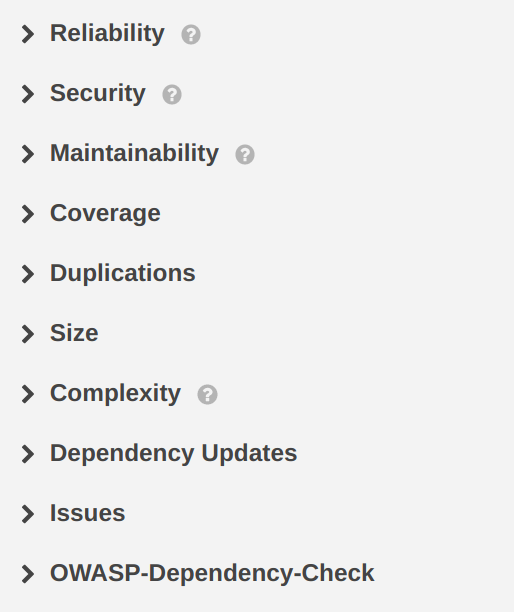 Reliability ?
Security ?
Maintainability ?
Coverage
Duplications
Size
Complexity ?
Dependency Updates
Issues
OWASP-Dependency-Check